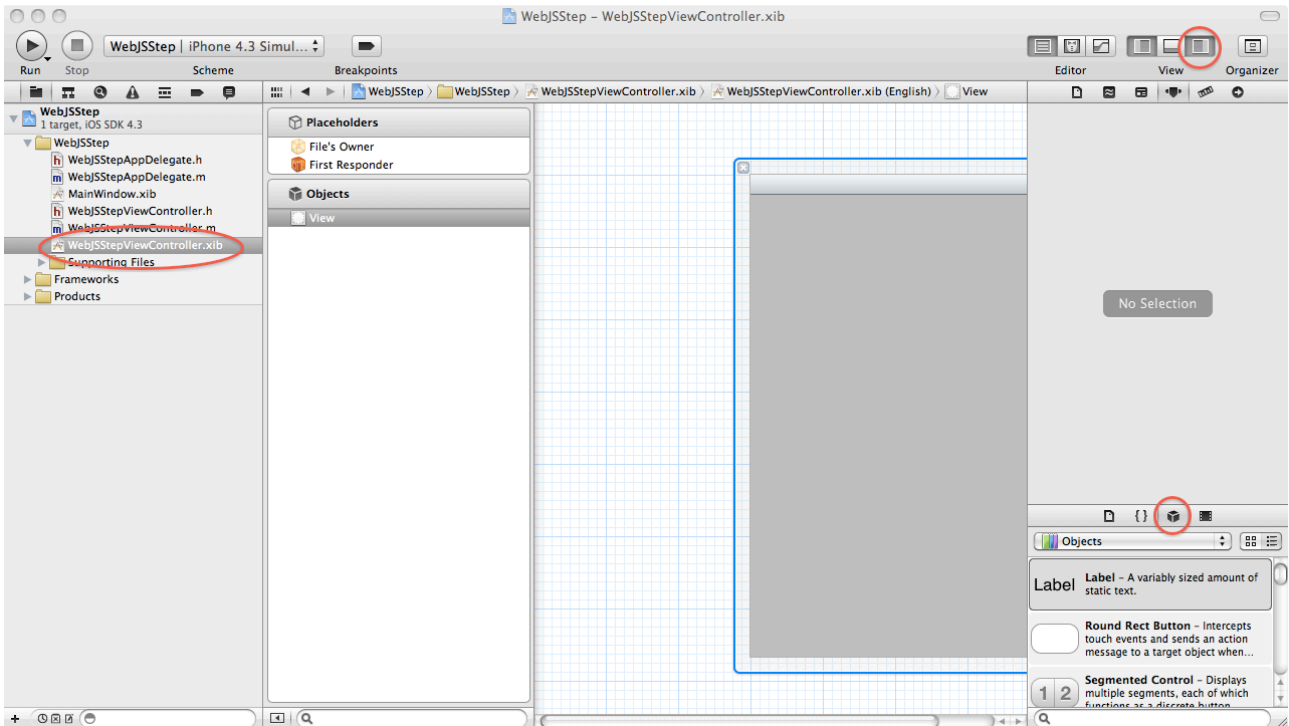 WebJSStep – WebJSStepViewController.xib
WebJSStep | iPhone 4.3 Simul...
Run Stop Scheme Breakpoints Editor View Organizer
WebJSStep WebJSStep WebJSStepViewController.xib WebJSStepViewController.xib (English) View
WebJSStep
1 target, iOS SDK 4.3
WebJSStep
WebJSStepAppDelegate.h
WebJSStepAppDelegate.m
MainWindow.xib
WebJSStepViewController.h
WebJSStepViewController.m
WebJSStepViewController.xib
Supporting Files
Frameworks
Products
Placeholders
File's Owner
First Responder
Objects
View
No Selection
{ }
Objects
Label
Label – A variably sized amount of
static text.
Round Rect Button – Intercepts
touch events and sends an action
message to a target object when...
1 2
Segmented Control – Displays
multiple segments, each of which
functions as a discrete button